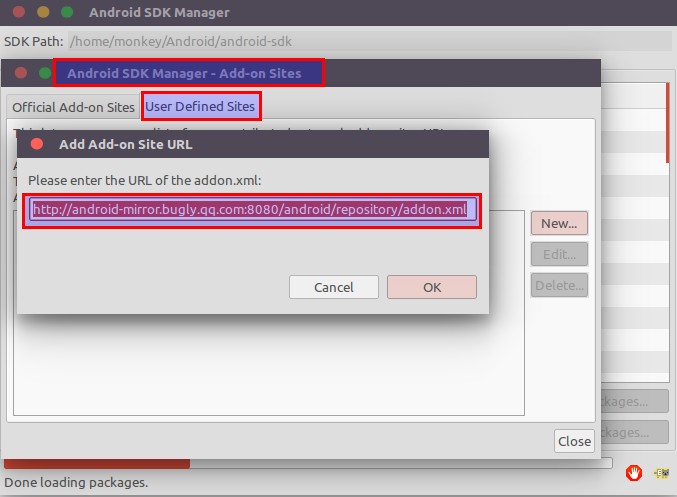 Android SDK Manager
SDK Path: /home/monkey/Android/android-sdk
Android SDK Manager - Add-on Sites
Official Add-on Sites User Defined Sites
Add Add-on Site URL
Please enter the URL of the addon.xml:
http://android-mirror.bugly.qq.com:8080/android/repository/addon.xml
New...
Edit...
Delete...
Cancel OK
Close
Done loading packages.